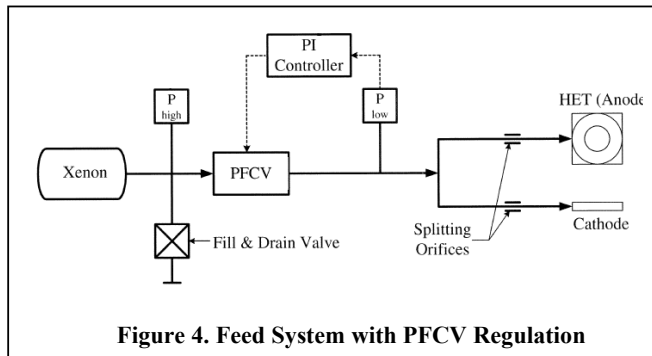 PI
Controller
P
high
P
low
HET (Anode
Xenon
PFCV
Fill & Drain Valve
Splitting
Orifices
Cathode
Figure 4. Feed System with PFCV Regulation